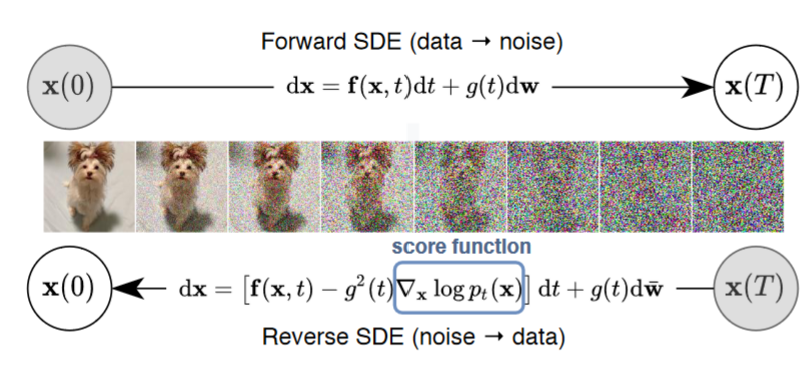 Forward SDE (data → noise)
x(0) dx = f(x, t)dt + g(t)dw x(T)
score function
x(0) dx = [f(x, t) − g²(t)∇ₓ log pₜ(x)] dt + g(t)dw̄ x(T)
Reverse SDE (noise → data)